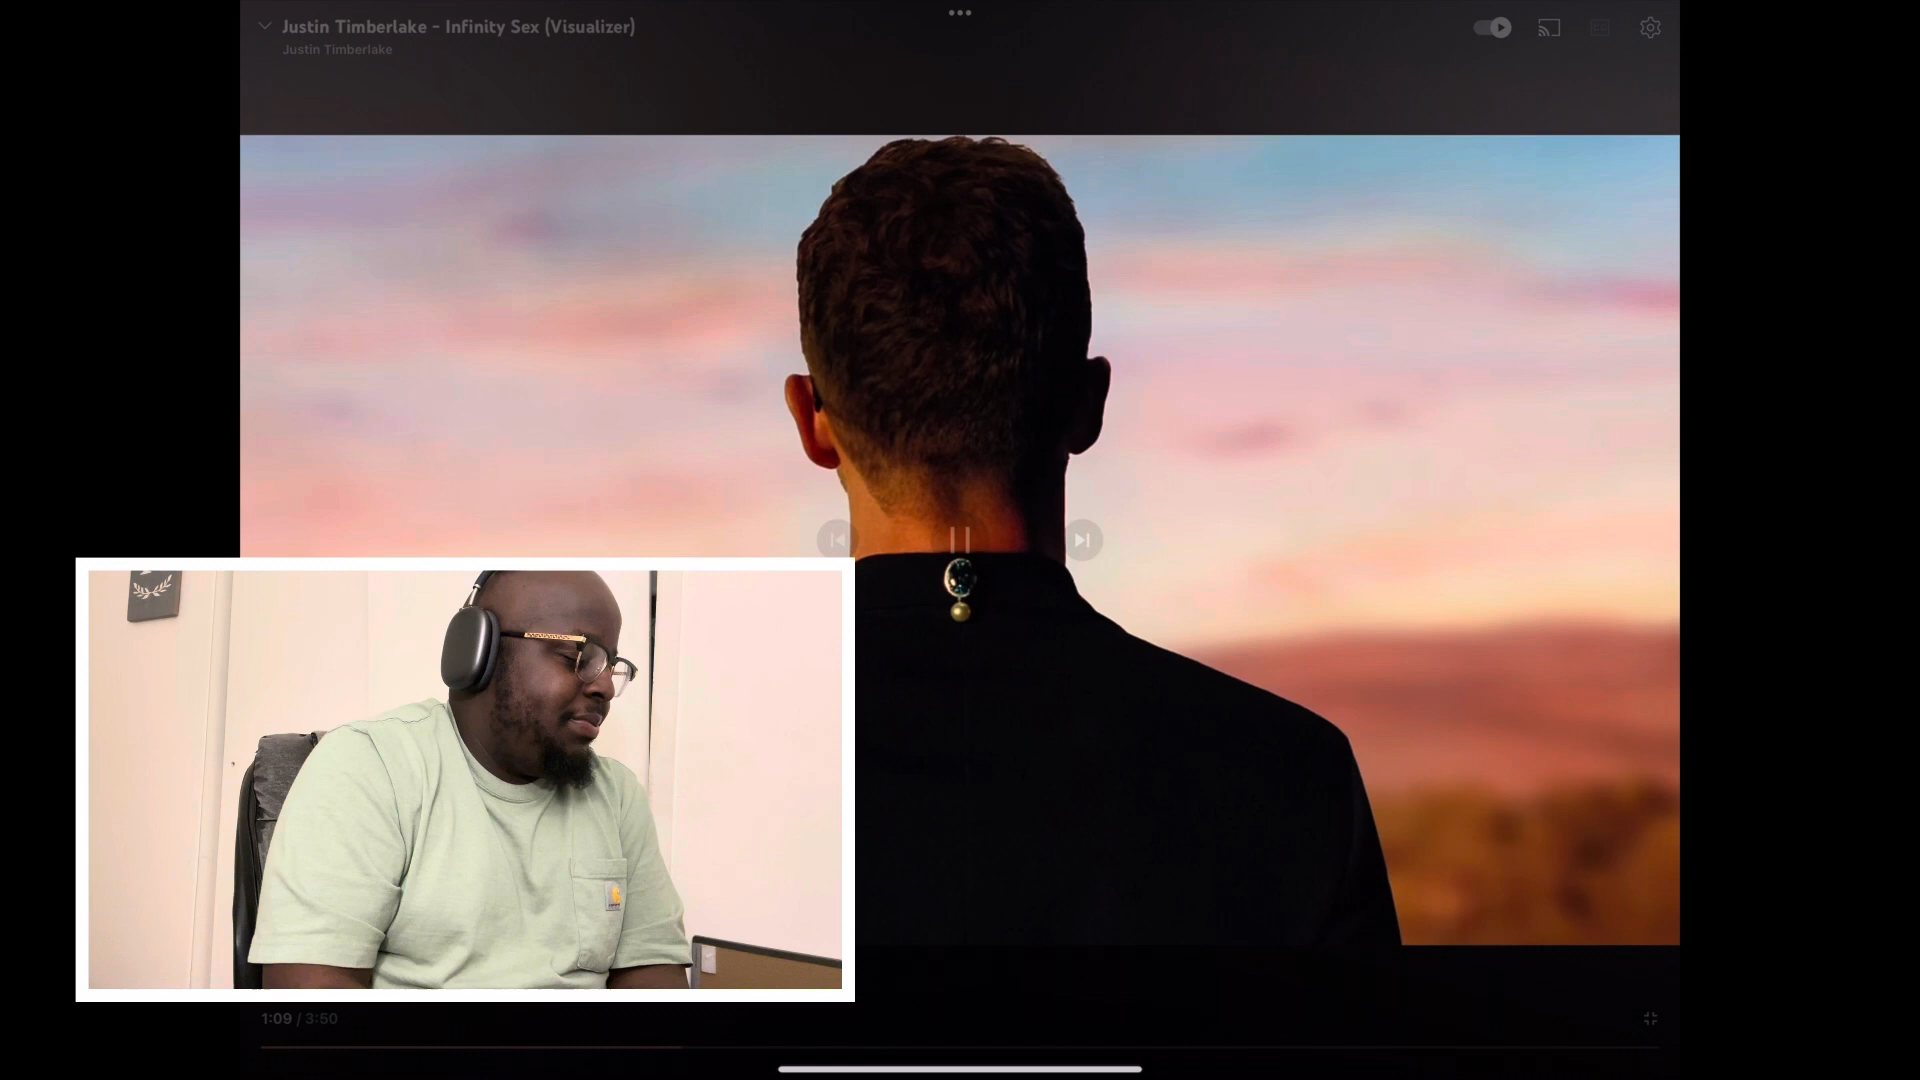 Justin Timberlake - Infinity Sex (Visualizer)
Justin Timberlake
1:09 / 3:50